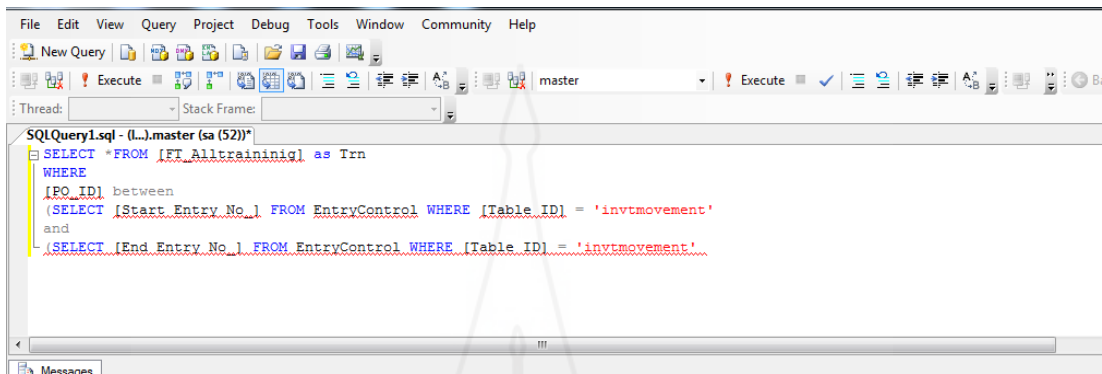 File Edit View Query Project Debug Tools Window Community Help
New Query
Execute master Execute
Thread: Stack Frame:
SQLQuery1.sql - (l...).master (sa (52))*
SELECT *FROM [FT_Alltraininig] as Trn
WHERE
[PO_ID] between
(SELECT [Start Entry No_] FROM EntryControl WHERE [Table ID] = 'invtmovement'
and
(SELECT [End Entry No_] FROM EntryControl WHERE [Table ID] = 'invtmovement'
Messages